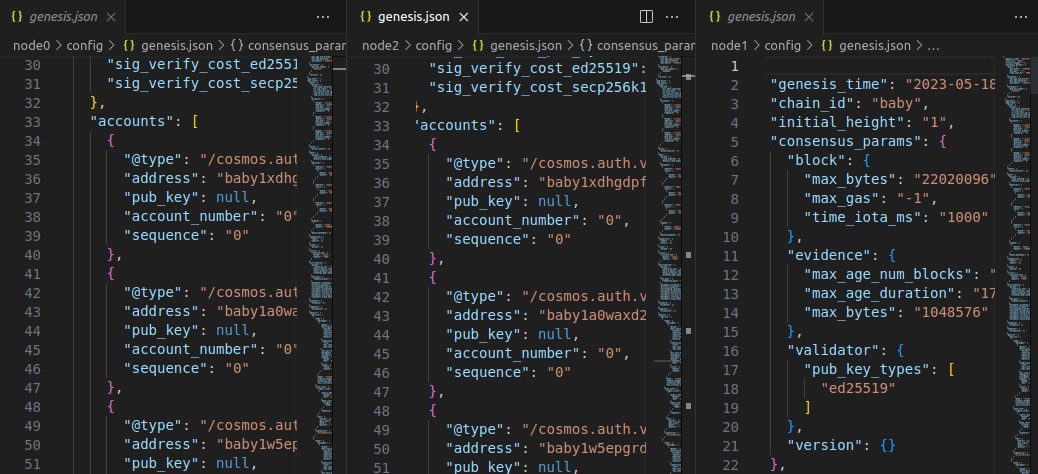 {} genesis.json ×
node0 > config > {} genesis.json > {} consensus_parar
30 "sig_verify_cost_ed2551
31 "sig_verify_cost_secp25
32 },
33 "accounts": [
34 {
35 "@type": "/cosmos.aut
36 "address": "baby1xdhg
37 "pub_key": null,
38 "account_number": "0"
39 "sequence": "0"
40 },
41 {
42 "@type": "/cosmos.aut
43 "address": "baby1a0wa
44 "pub_key": null,
45 "account_number": "0"
46 "sequence": "0"
47 },
48 {
49 "@type": "/cosmos.aut
50 "address": "baby1w5ep
51 "pub_key": null,
{} genesis.json ×
node2 > config > {} genesis.json > {} consensus_parar
30 "sig_verify_cost_ed25519":
31 "sig_verify_cost_secp256k1
32 },
33 "accounts": [
34 {
35 "@type": "/cosmos.auth.v
36 "address": "baby1xdhgdpf
37 "pub_key": null,
38 "account_number": "0",
39 "sequence": "0"
40 },
41 {
42 "@type": "/cosmos.auth.v
43 "address": "baby1a0waxd2
44 "pub_key": null,
45 "account_number": "0",
46 "sequence": "0"
47 },
48 {
49 "@type": "/cosmos.auth.v
50 "address": "baby1w5epgrd
51 "pub_key": null,
{} genesis.json ×
node1 > config > {} genesis.json > ...
1
2 "genesis_time": "2023-05-18
3 "chain_id": "baby",
4 "initial_height": "1",
5 "consensus_params": {
6 "block": {
7 "max_bytes": "22020096"
8 "max_gas": "-1",
9 "time_iota_ms": "1000"
10 },
11 "evidence": {
12 "max_age_num_blocks": "
13 "max_age_duration": "17
14 "max_bytes": "1048576"
15 },
16 "validator": {
17 "pub_key_types": [
18 "ed25519"
19 ]
20 },
21 "version": {}
22 },